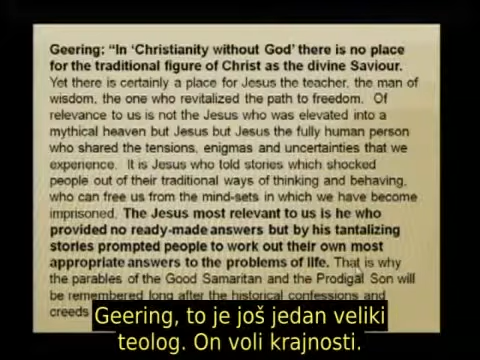 Geering: “In ‘Christianity without God’ there is no place
for the traditional figure of Christ as the divine Saviour.
Yet there is certainly a place for Jesus the teacher, the man of
wisdom, the one who revitalized the path to freedom. Of
relevance to us is not the Jesus who was elevated into a
mythical heaven but Jesus but Jesus the fully human person
who shared the tensions, enigmas and uncertainties that we
experience. It is Jesus who told stories which shocked
people out of their traditional ways of thinking and behaving,
who can free us from the mind-sets in which we have become
imprisoned. The Jesus most relevant to us is he who
provided no ready-made answers but by his tantalizing
stories prompted people to work out their own most
appropriate answers to the problems of life. That is why
the parables of the Good Samaritan and the Prodigal Son will
be remembered long after the historical confessions and
creeds
Geering, to je još jedan veliki
teolog. On voli krajnosti.